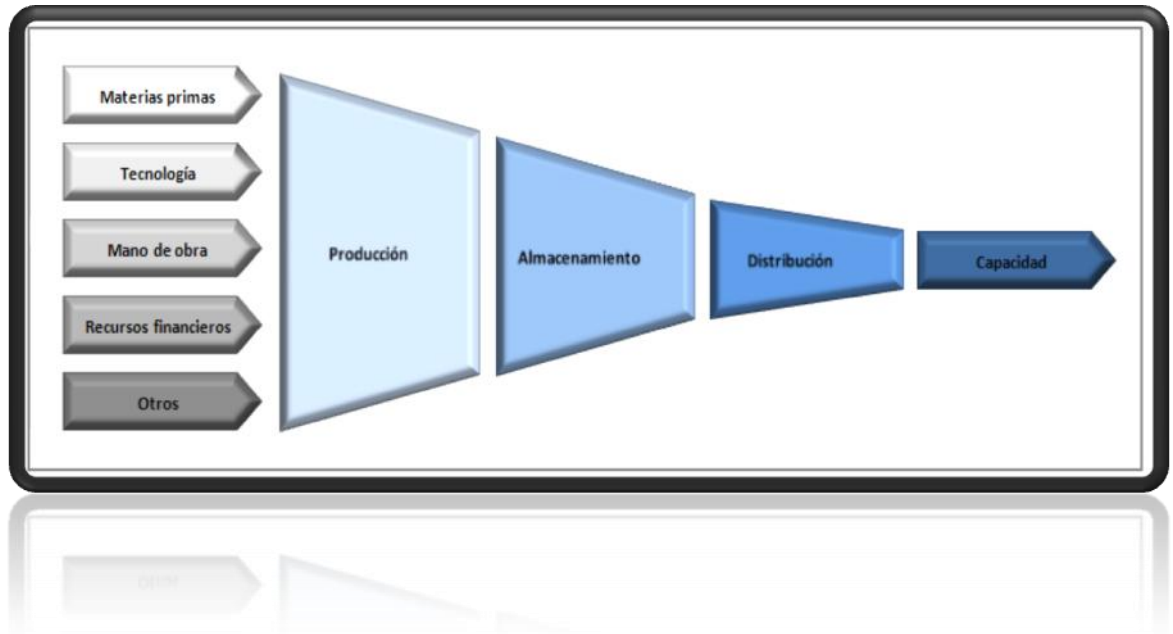 Materias primas
Tecnología
Mano de obra
Recursos financieros
Otros
Producción
Almacenamiento
Distribución
Capacidad